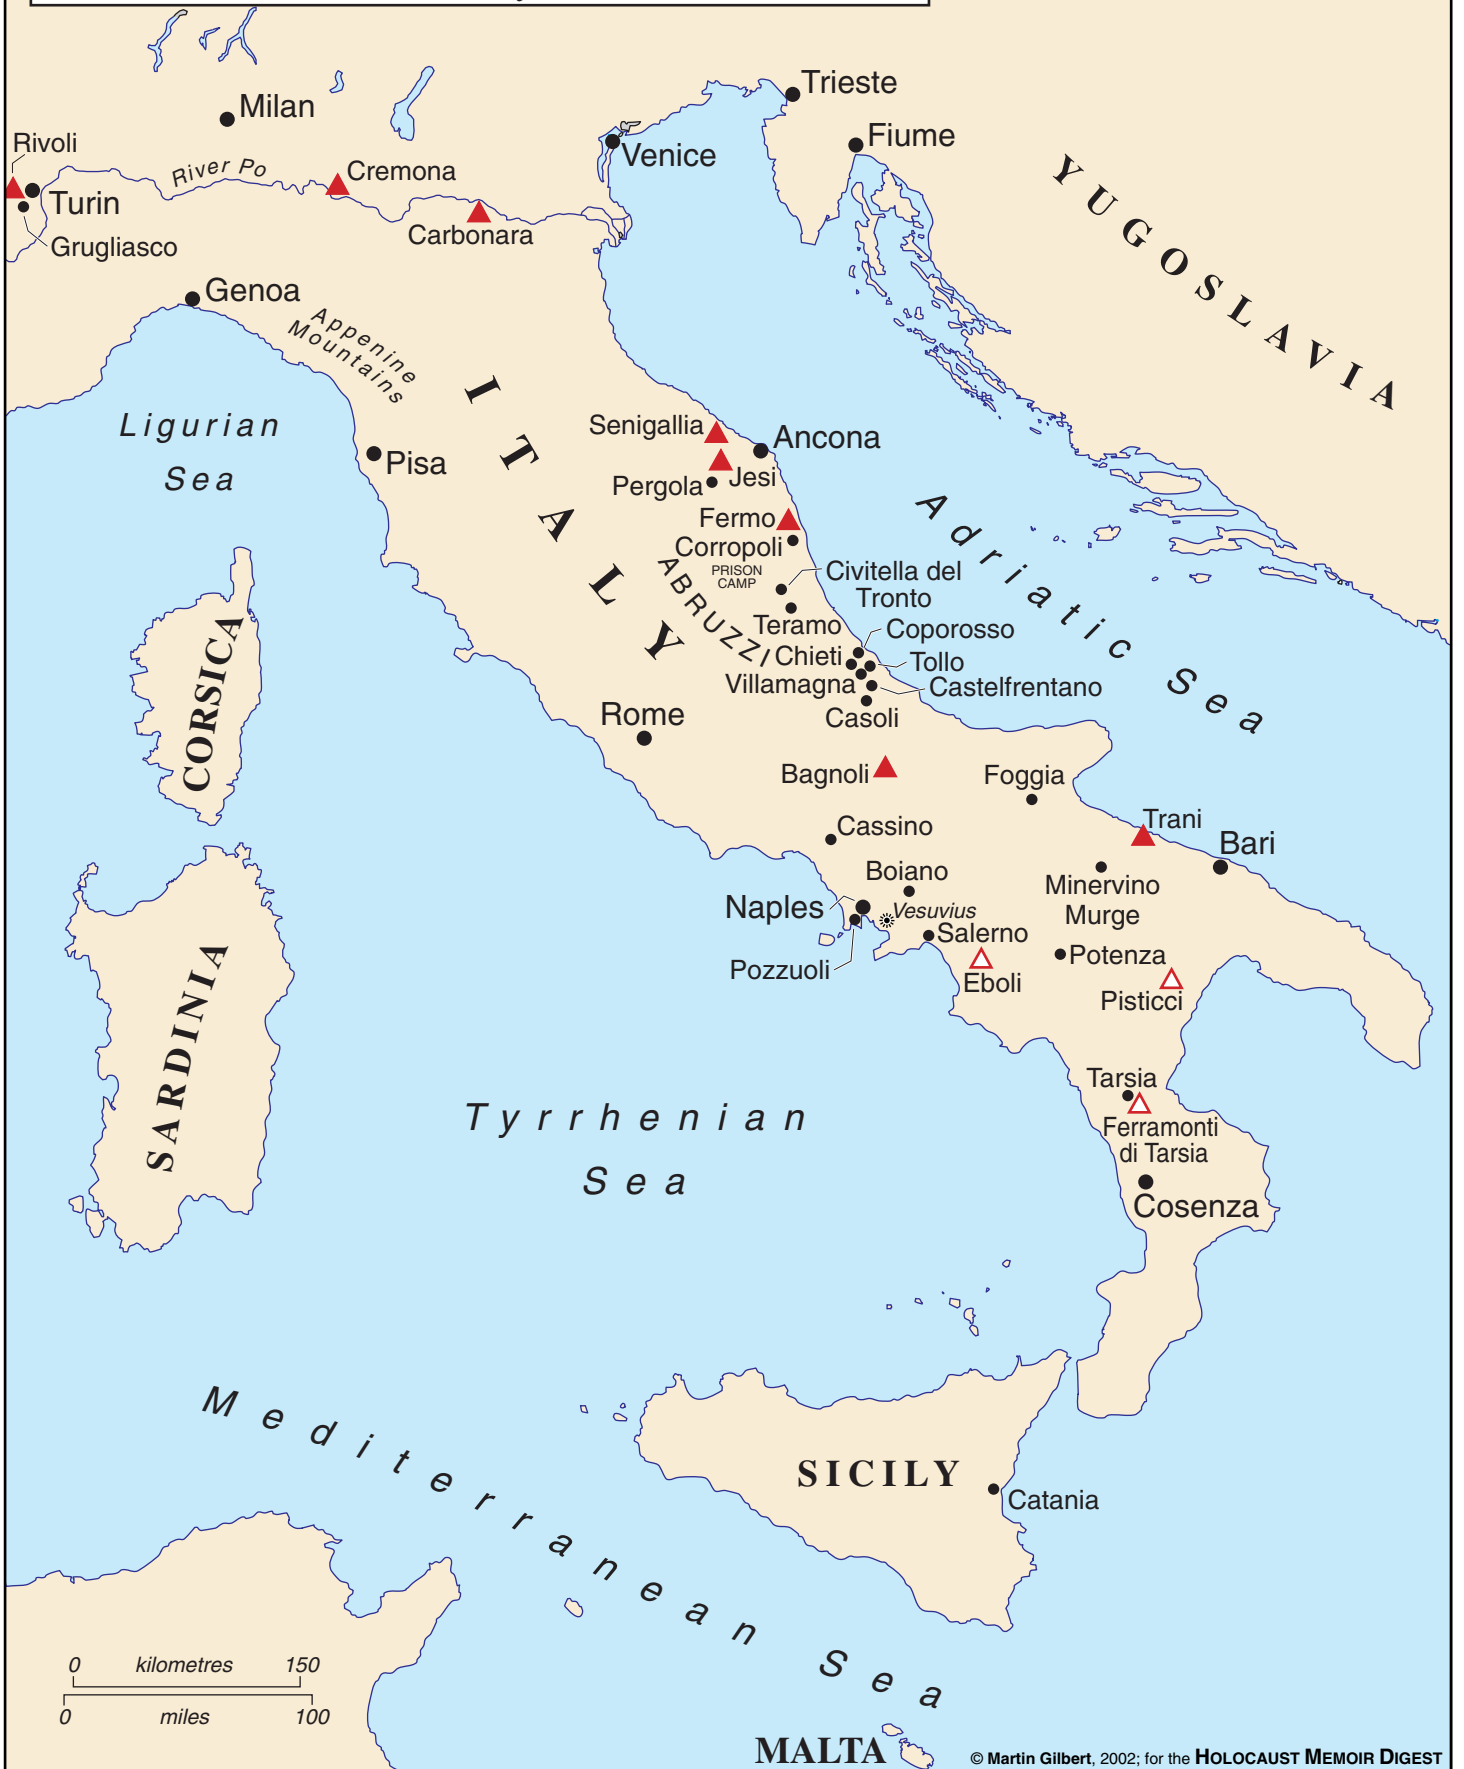 Trieste
Milan
Fiume
Rivoli
Venice
River Po
Cremona
YUGOSLAVIA
Turin
Carbonara
Grugliasco
Genoa
Appenine
Mountains
ITALY
Ligurian
Sea
Senigallia
Ancona
Pisa
Jesi
Pergola
Adriatic Sea
Fermo
Corropoli
PRISON
CAMP
ABRUZZI
Civitella del
Tronto
Teramo
Coporosso
Chieti
Tollo
Villamagna
Castelfrentano
CORSICA
Casoli
Rome
Bagnoli
Foggia
Trani
Cassino
Bari
Boiano
Minervino
Murge
Naples
Vesuvius
Salerno
Potenza
Pozzuoli
Eboli
Pisticci
SARDINIA
Tarsia
Tyrrhenian
Sea
Ferramonti
di Tarsia
Cosenza
Mediterranean Sea
SICILY
Catania
0 kilometres 150
0 miles 100
MALTA
© Martin Gilbert, 2002; for the HOLOCAUST MEMOIR DIGEST